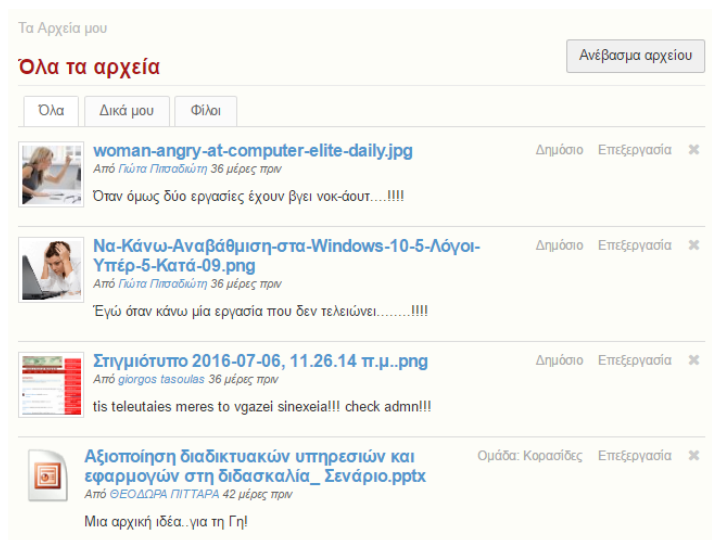 Τα Αρχεία μου
Όλα τα αρχεία
Ανέβασμα αρχείου
Όλα
Δικά μου
Φίλοι
woman-angry-at-computer-elite-daily.jpg
Δημόσιο Επεξεργασία
Από Γιώτα Πιτσαδιώτη 36 μέρες πριν
Όταν όμως δύο εργασίες έχουν βγει νοκ-άουτ....!!!!
Να-Κάνω-Αναβάθμιση-στα-Windows-10-5-Λόγοι-
Υπέρ-5-Κατά-09.png
Δημόσιο Επεξεργασία
Από Γιώτα Πιτσαδιώτη 36 μέρες πριν
Έγώ όταν κάνω μία εργασία που δεν τελειώνει........!!!!
Στιγμιότυπο 2016-07-06, 11.26.14 π.μ..png
Δημόσιο Επεξεργασία
Από giorgos tasoulas 36 μέρες πριν
tis teleutaies meres to vgazei sinexeia!!! check admn!!!
Αξιοποίηση διαδικτυακών υπηρεσιών και
εφαρμογών στη διδασκαλία_ Σενάριο.pptx
Ομάδα: Κορασίδες Επεξεργασία
Από ΘΕΟΔΩΡΑ ΠΙΤΤΑΡΑ 42 μέρες πριν
Μια αρχική ιδέα..για τη Γη!